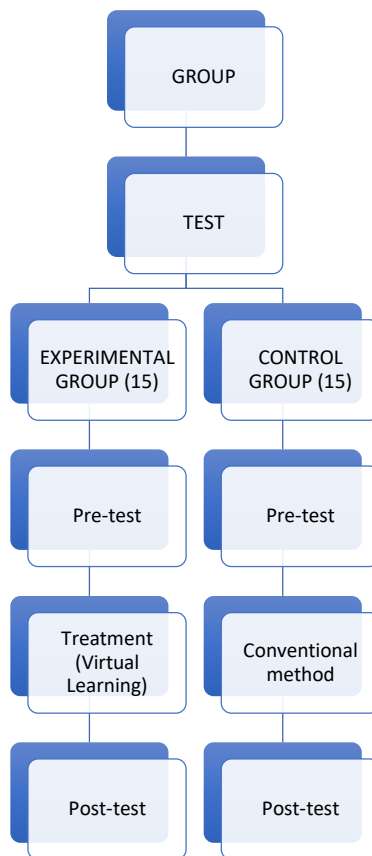 GROUP
TEST
EXPERIMENTAL
GROUP (15)
CONTROL
GROUP (15)
Pre-test
Pre-test
Treatment
(Virtual
Learning)
Conventional
method
Post-test
Post-test